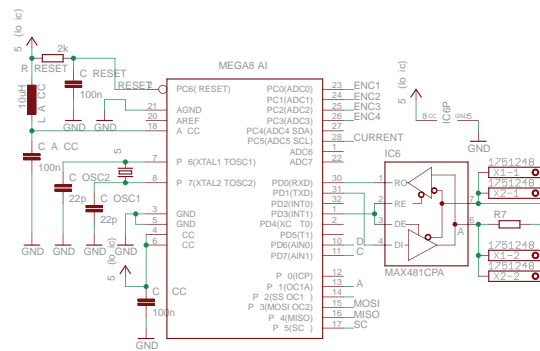 5 (lo ic)
2k
R RESET
C RESET
100n
10uH
L A CC
GND
GND
RESET
MEGA8 AI
PC6( RESET)
21
AGND
20
AREF
18
A CC
C A CC
100n
GND
C OSC2
22p
GND
C OSC1
22p
GND
5
7
P 6(XTAL1 TOSC1)
8
P 7(XTAL2 TOSC2)
3
GND
5
GND
4
CC
6
CC
GND
5 (lo ic)
C CC
100n
GND
PC0(ADC0) 23 ENC1
PC1(ADC1) 24 ENC2
PC2(ADC2) 25 ENC3
PC3(ADC3) 26 ENC4
PC4(ADC4 SDA) 27
PC5(ADC5 SCL) 28 CURRENT
ADC6
ADC7 22
PD0(RXD) 30
PD1(TXD) 31
PD2(INT0) 32
PD3(INT1) 1
PD4(XC T0) 2
PD5(T1)
PD6(AIN0) 10 D
PD7(AIN1) 11 C
P 0(ICP) 12
P 1(OC1A) 13 A
P 2(SS OC1 ) 14
P 3(MOSI OC2) 15 MOSI
P 4(MISO) 16 MISO
P 5(SC ) 17 SC
5 (lo ic)
8 CC
IC6P
GND 5
GND
IC6
1 RO
2 RE
3 DE
4 DI
7
A 6
MAX481CPA
R7
1751248
X1-1
1751248
X2-1
1751248
X1-2
1751248
X2-2